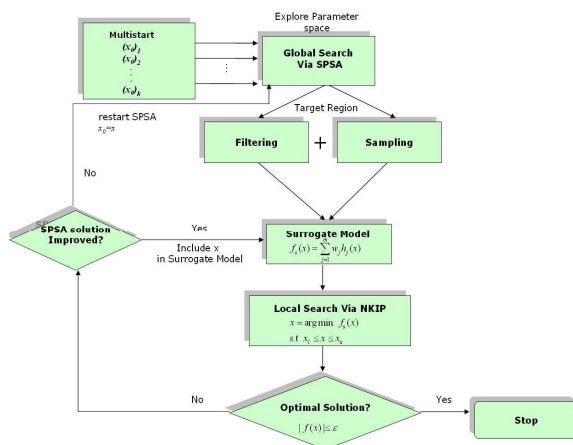 Explore Parameter
space
Multistart
(x₀)₁
(x₀)₂
.
.
(x₀)ₖ
⋮
Global Search
Via SPSA
restart SPSA
x₀=x
Target Region
Filtering
+
Sampling
No
SPSA solution
Improved?
Yes
Include x
in Surrogate Model
Surrogate Model
fₛ(x)=∑wⱼhⱼ(x)
j=1
Local Search Via NKIP
x = arg min fₛ(x)
s.t xₗ ≤ x ≤ xᵤ
No
Optimal Solution?
| f(x)|≤ ε
Yes
Stop